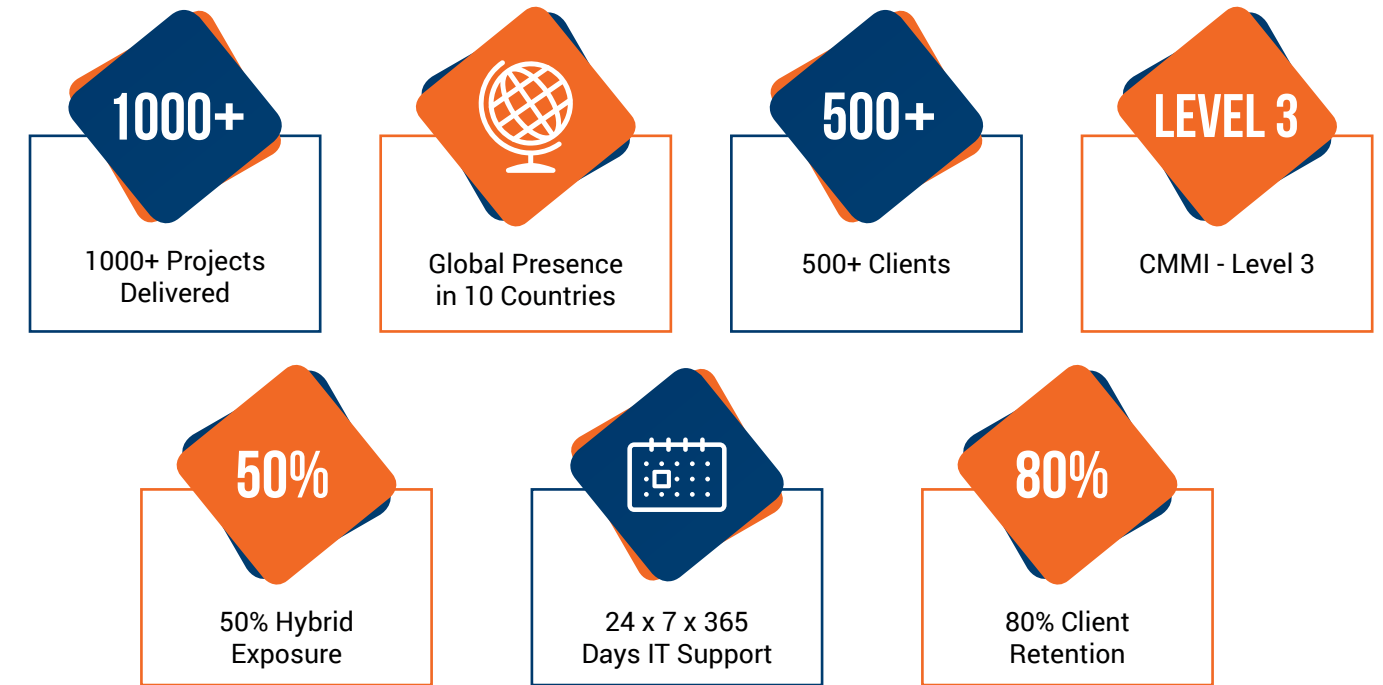 1000+
500+
LEVEL 3
1000+ Projects
Delivered
Global Presence
in 10 Countries
500+ Clients
CMMI - Level 3
50%
80%
50% Hybrid
Exposure
24 x 7 x 365
Days IT Support
80% Client
Retention